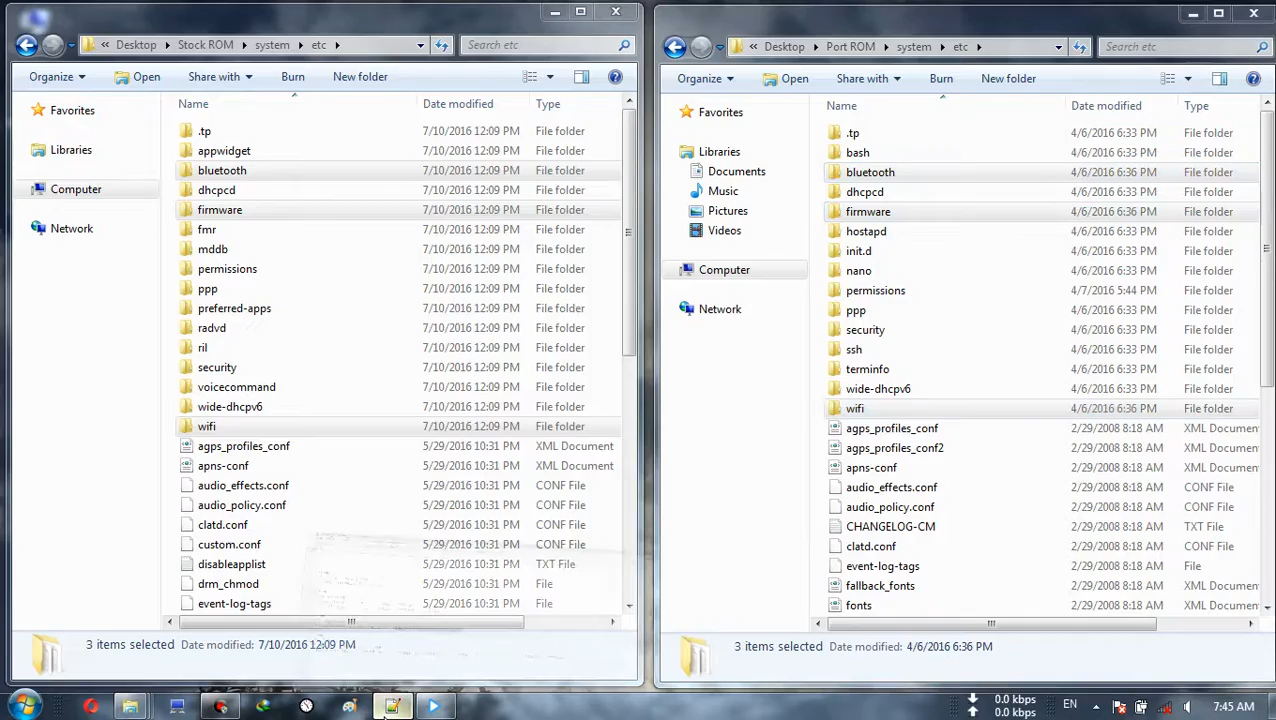 « Desktop ▸ Stock ROM ▸ system ▸ etc ▸
Search etc
Organize
Open
Share with
Burn
New folder
Favorites
Libraries
Computer
Network
Name
Date modified
Type
.tp 7/10/2016 12:09 PM File folder
appwidget 7/10/2016 12:09 PM File folder
bluetooth 7/10/2016 12:09 PM File folder
dhcpcd 7/10/2016 12:09 PM File folder
firmware 7/10/2016 12:09 PM File folder
fmr 7/10/2016 12:09 PM File folder
mddb 7/10/2016 12:09 PM File folder
permissions 7/10/2016 12:09 PM File folder
ppp 7/10/2016 12:09 PM File folder
preferred-apps 7/10/2016 12:09 PM File folder
radvd 7/10/2016 12:09 PM File folder
ril 7/10/2016 12:09 PM File folder
security 7/10/2016 12:09 PM File folder
voicecommand 7/10/2016 12:09 PM File folder
wide-dhcpv6 7/10/2016 12:09 PM File folder
wifi 7/10/2016 12:09 PM File folder
agps_profiles_conf 5/29/2016 10:31 PM XML Document
apns-conf 5/29/2016 10:31 PM XML Document
audio_effects.conf 5/29/2016 10:31 PM CONF File
audio_policy.conf 5/29/2016 10:31 PM CONF File
clatd.conf 5/29/2016 10:31 PM CONF File
custom.conf 5/29/2016 10:31 PM CONF File
disableapplist 5/29/2016 10:31 PM TXT File
drm_chmod 5/29/2016 10:31 PM File
event-log-tags 5/29/2016 10:31 PM File
3 items selected Date modified: 7/10/2016 12:09 PM
« Desktop ▸ Port ROM ▸ system ▸ etc ▸
Search etc
Organize
Open
Share with
Burn
New folder
Favorites
Libraries
Documents
Music
Pictures
Videos
Computer
Network
Name
Date modified
Type
.tp 4/6/2016 6:33 PM File folder
bash 4/6/2016 6:33 PM File folder
bluetooth 4/6/2016 6:36 PM File folder
dhcpcd 4/6/2016 6:33 PM File folder
firmware 4/6/2016 6:36 PM File folder
hostapd 4/6/2016 6:33 PM File folder
init.d 4/6/2016 6:33 PM File folder
nano 4/6/2016 6:33 PM File folder
permissions 4/7/2016 5:44 PM File folder
ppp 4/6/2016 6:33 PM File folder
security 4/6/2016 6:33 PM File folder
ssh 4/6/2016 6:33 PM File folder
terminfo 4/6/2016 6:33 PM File folder
wide-dhcpv6 4/6/2016 6:33 PM File folder
wifi 4/6/2016 6:36 PM File folder
agps_profiles_conf 2/29/2008 8:18 AM XML Documen
agps_profiles_conf2 2/29/2008 8:18 AM XML Documen
apns-conf 2/29/2008 8:18 AM XML Documen
audio_effects.conf 2/29/2008 8:18 AM CONF File
audio_policy.conf 2/29/2008 8:18 AM CONF File
CHANGELOG-CM 2/29/2008 8:18 AM TXT File
clatd.conf 2/29/2008 8:18 AM CONF File
event-log-tags 2/29/2008 8:18 AM File
fallback_fonts 2/29/2008 8:18 AM XML Documen
fonts 2/29/2008 8:18 AM XML Documen
3 items selected Date modified: 4/6/2016 6:36 PM
0.0 kbps
0.0 kbps
EN
7:45 AM